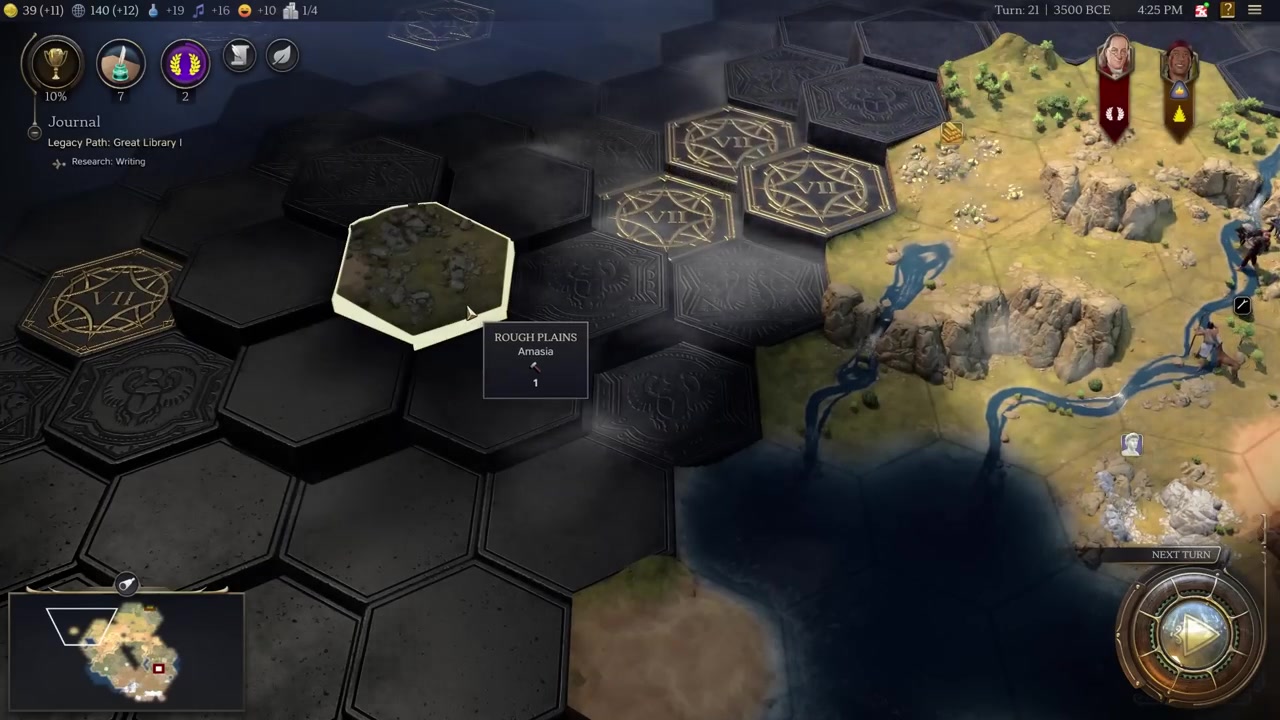 39 (+11) 140 (+12) +19 +16 +10 1/4
Turn: 21 | 3500 BCE 4:25 PM
?
10% 7 2
Journal
Legacy Path: Great Library I
Research: Writing
VII
VII
VII
VII
ROUGH PLAINS
Amasia
1
NEXT TURN